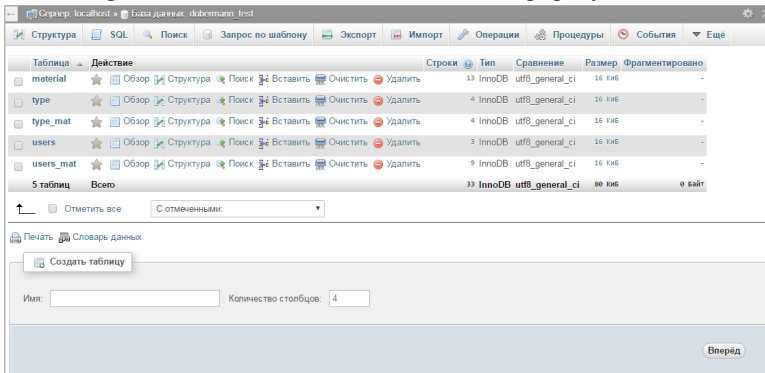 Сервер: localhost » База данных: dobermann_test
Структура SQL Поиск Запрос по шаблону Экспорт Импорт Операции Процедуры События Ещё
Таблица Действие Строки Тип Сравнение Размер Фрагментировано
material Обзор Структура Поиск Вставить Очистить Удалить 13 InnoDB utf8_general_ci 16 КиБ -
type Обзор Структура Поиск Вставить Очистить Удалить 4 InnoDB utf8_general_ci 16 КиБ -
type_mat Обзор Структура Поиск Вставить Очистить Удалить 4 InnoDB utf8_general_ci 16 КиБ -
users Обзор Структура Поиск Вставить Очистить Удалить 3 InnoDB utf8_general_ci 16 КиБ -
users_mat Обзор Структура Поиск Вставить Очистить Удалить 9 InnoDB utf8_general_ci 16 КиБ -
5 таблиц Всего 33 InnoDB utf8_general_ci 80 КиБ 0 Байт
Отметить все С отмеченными:
Печать Словарь данных
Создать таблицу
Имя: Количество столбцов: 4
Вперёд